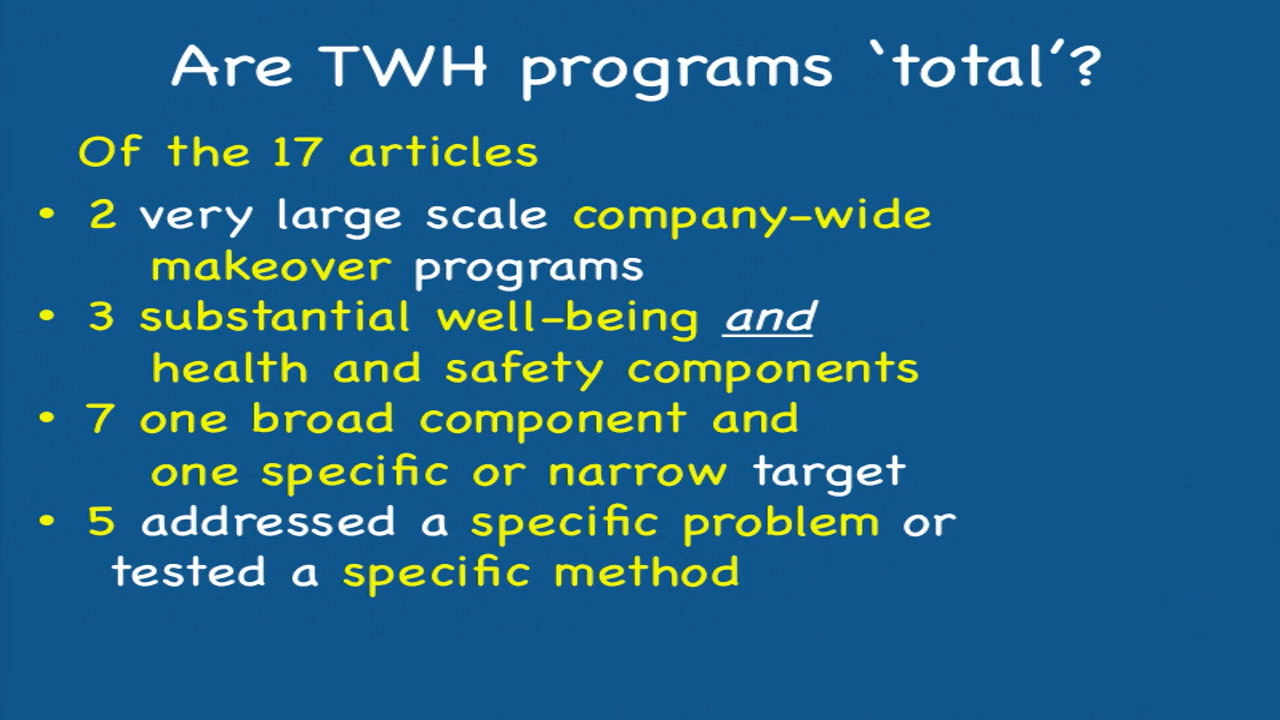 Are TWH programs ‘total’?
Of the 17 articles
• 2 very large scale company-wide
makeover programs
• 3 substantial well-being and
health and safety components
• 7 one broad component and
one specific or narrow target
• 5 addressed a specific problem or
tested a specific method